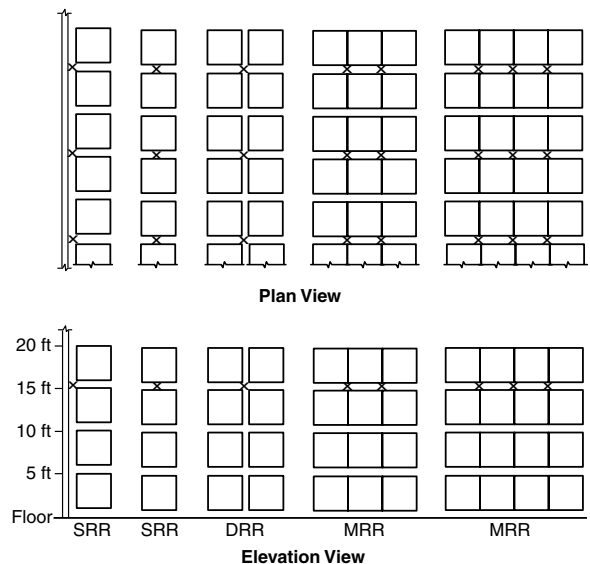 Plan View
20 ft
15 ft
10 ft
5 ft
Floor
SRR SRR DRR MRR MRR
Elevation View